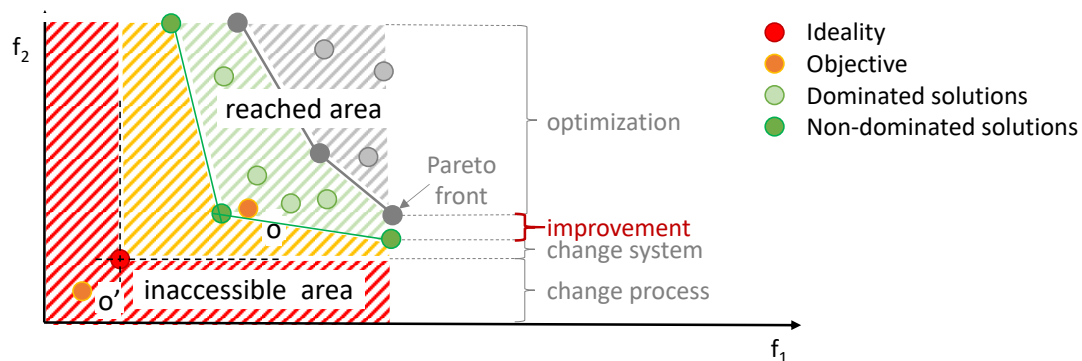 f2
Ideality
Objective
Dominated solutions
Non-dominated solutions
reached area
optimization
Pareto
front
o
improvement
change system
o’
inaccessible area
change process
f1